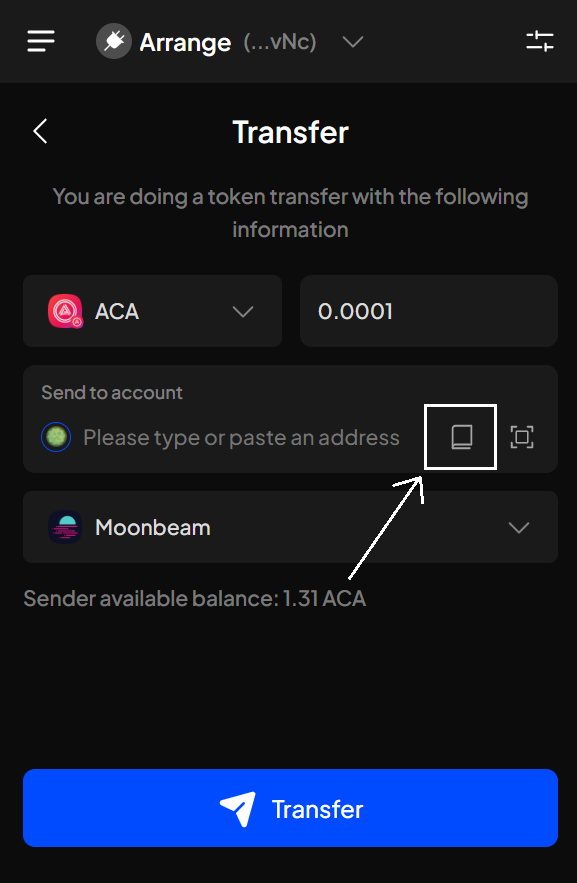 Arrange (...vNc)
Transfer
You are doing a token transfer with the following
information
ACA
0.0001
Send to account
Please type or paste an address
Moonbeam
Sender available balance: 1.31 ACA
Transfer